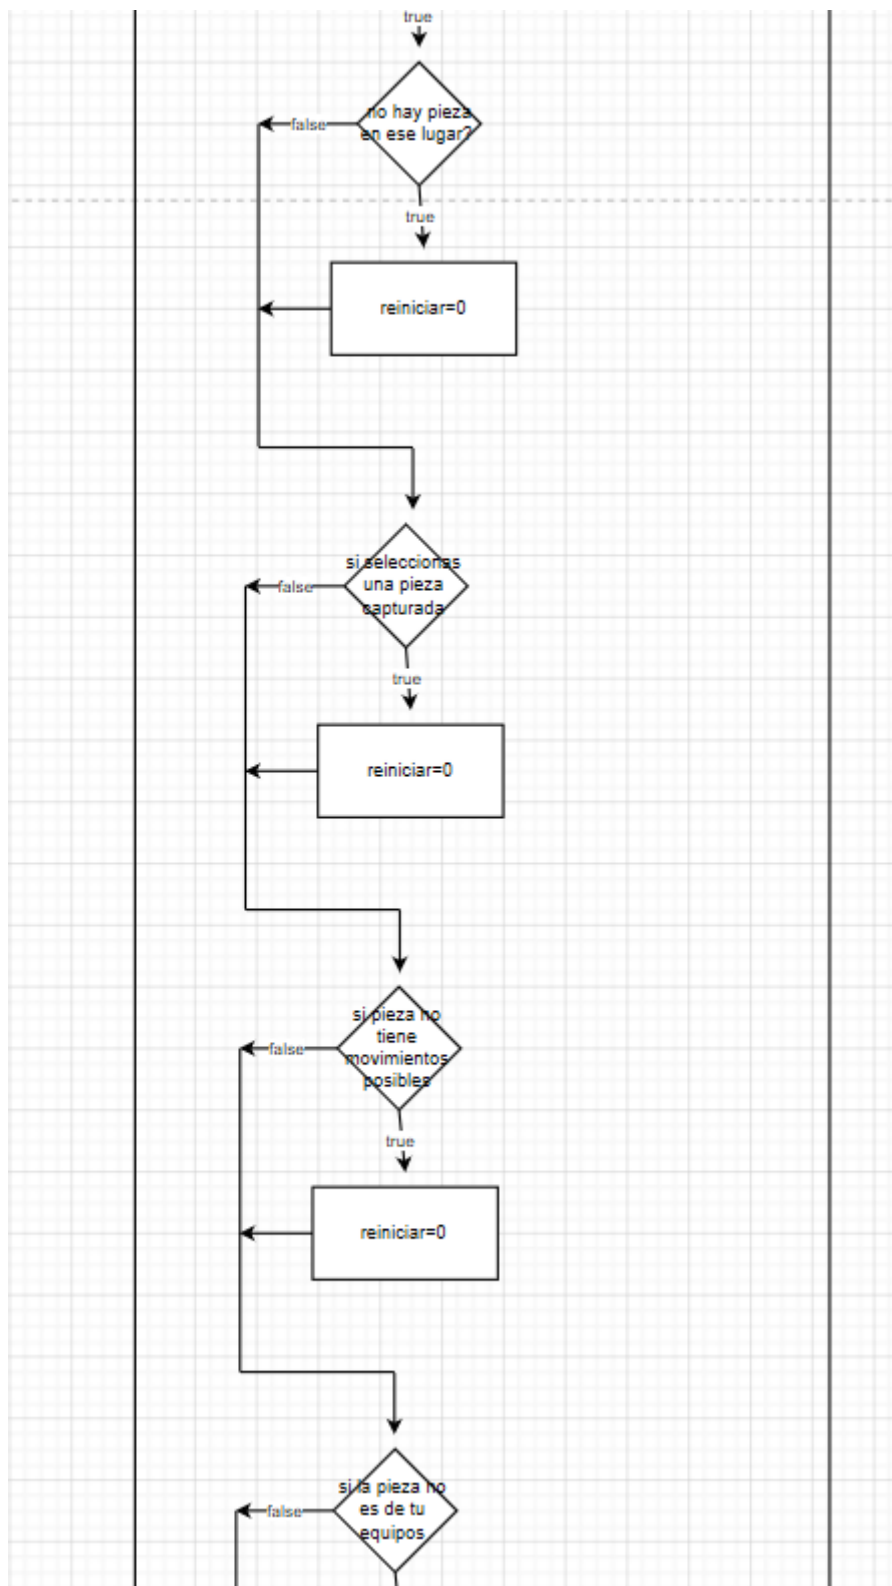 true
no hay pieza
en ese lugar?
false
true
reiniciar=0
si seleccionas
una pieza
capturada
false
true
reiniciar=0
si pieza no
tiene
movimientos
posibles
false
true
reiniciar=0
si la pieza no
es de tu
equipos
false